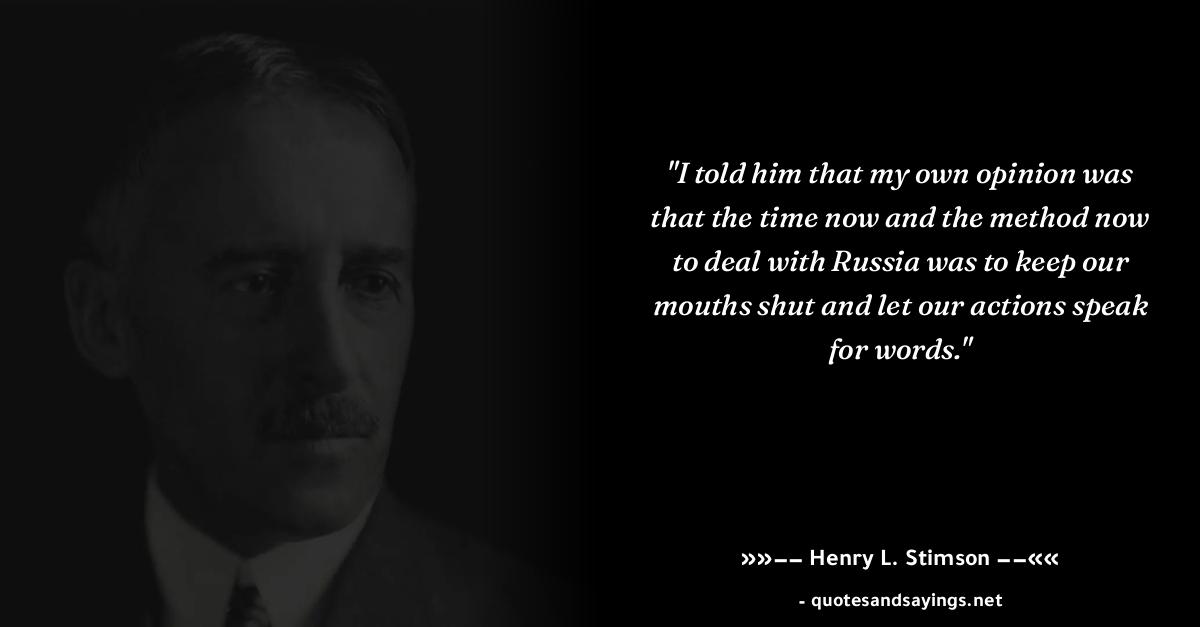 "I told him that my own opinion was
that the time now and the method now
to deal with Russia was to keep our
mouths shut and let our actions speak
for words."
»»–– Henry L. Stimson ––««
- quotesandsayings.net